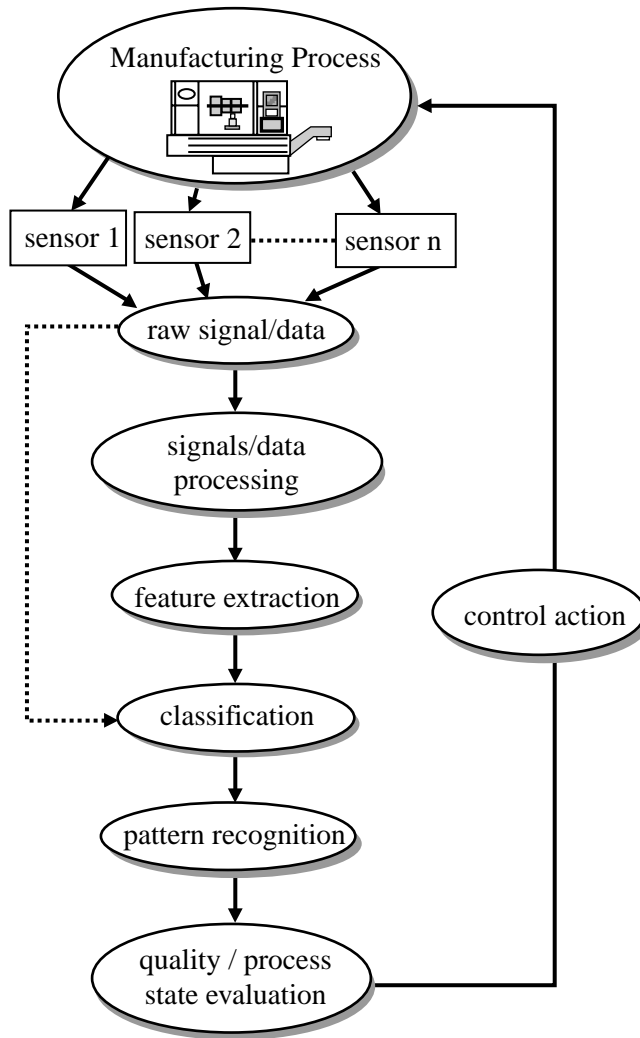 Manufacturing Process
sensor 1
sensor 2
sensor n
raw signal/data
signals/data
processing
feature extraction
control action
classification
pattern recognition
quality / process
state evaluation